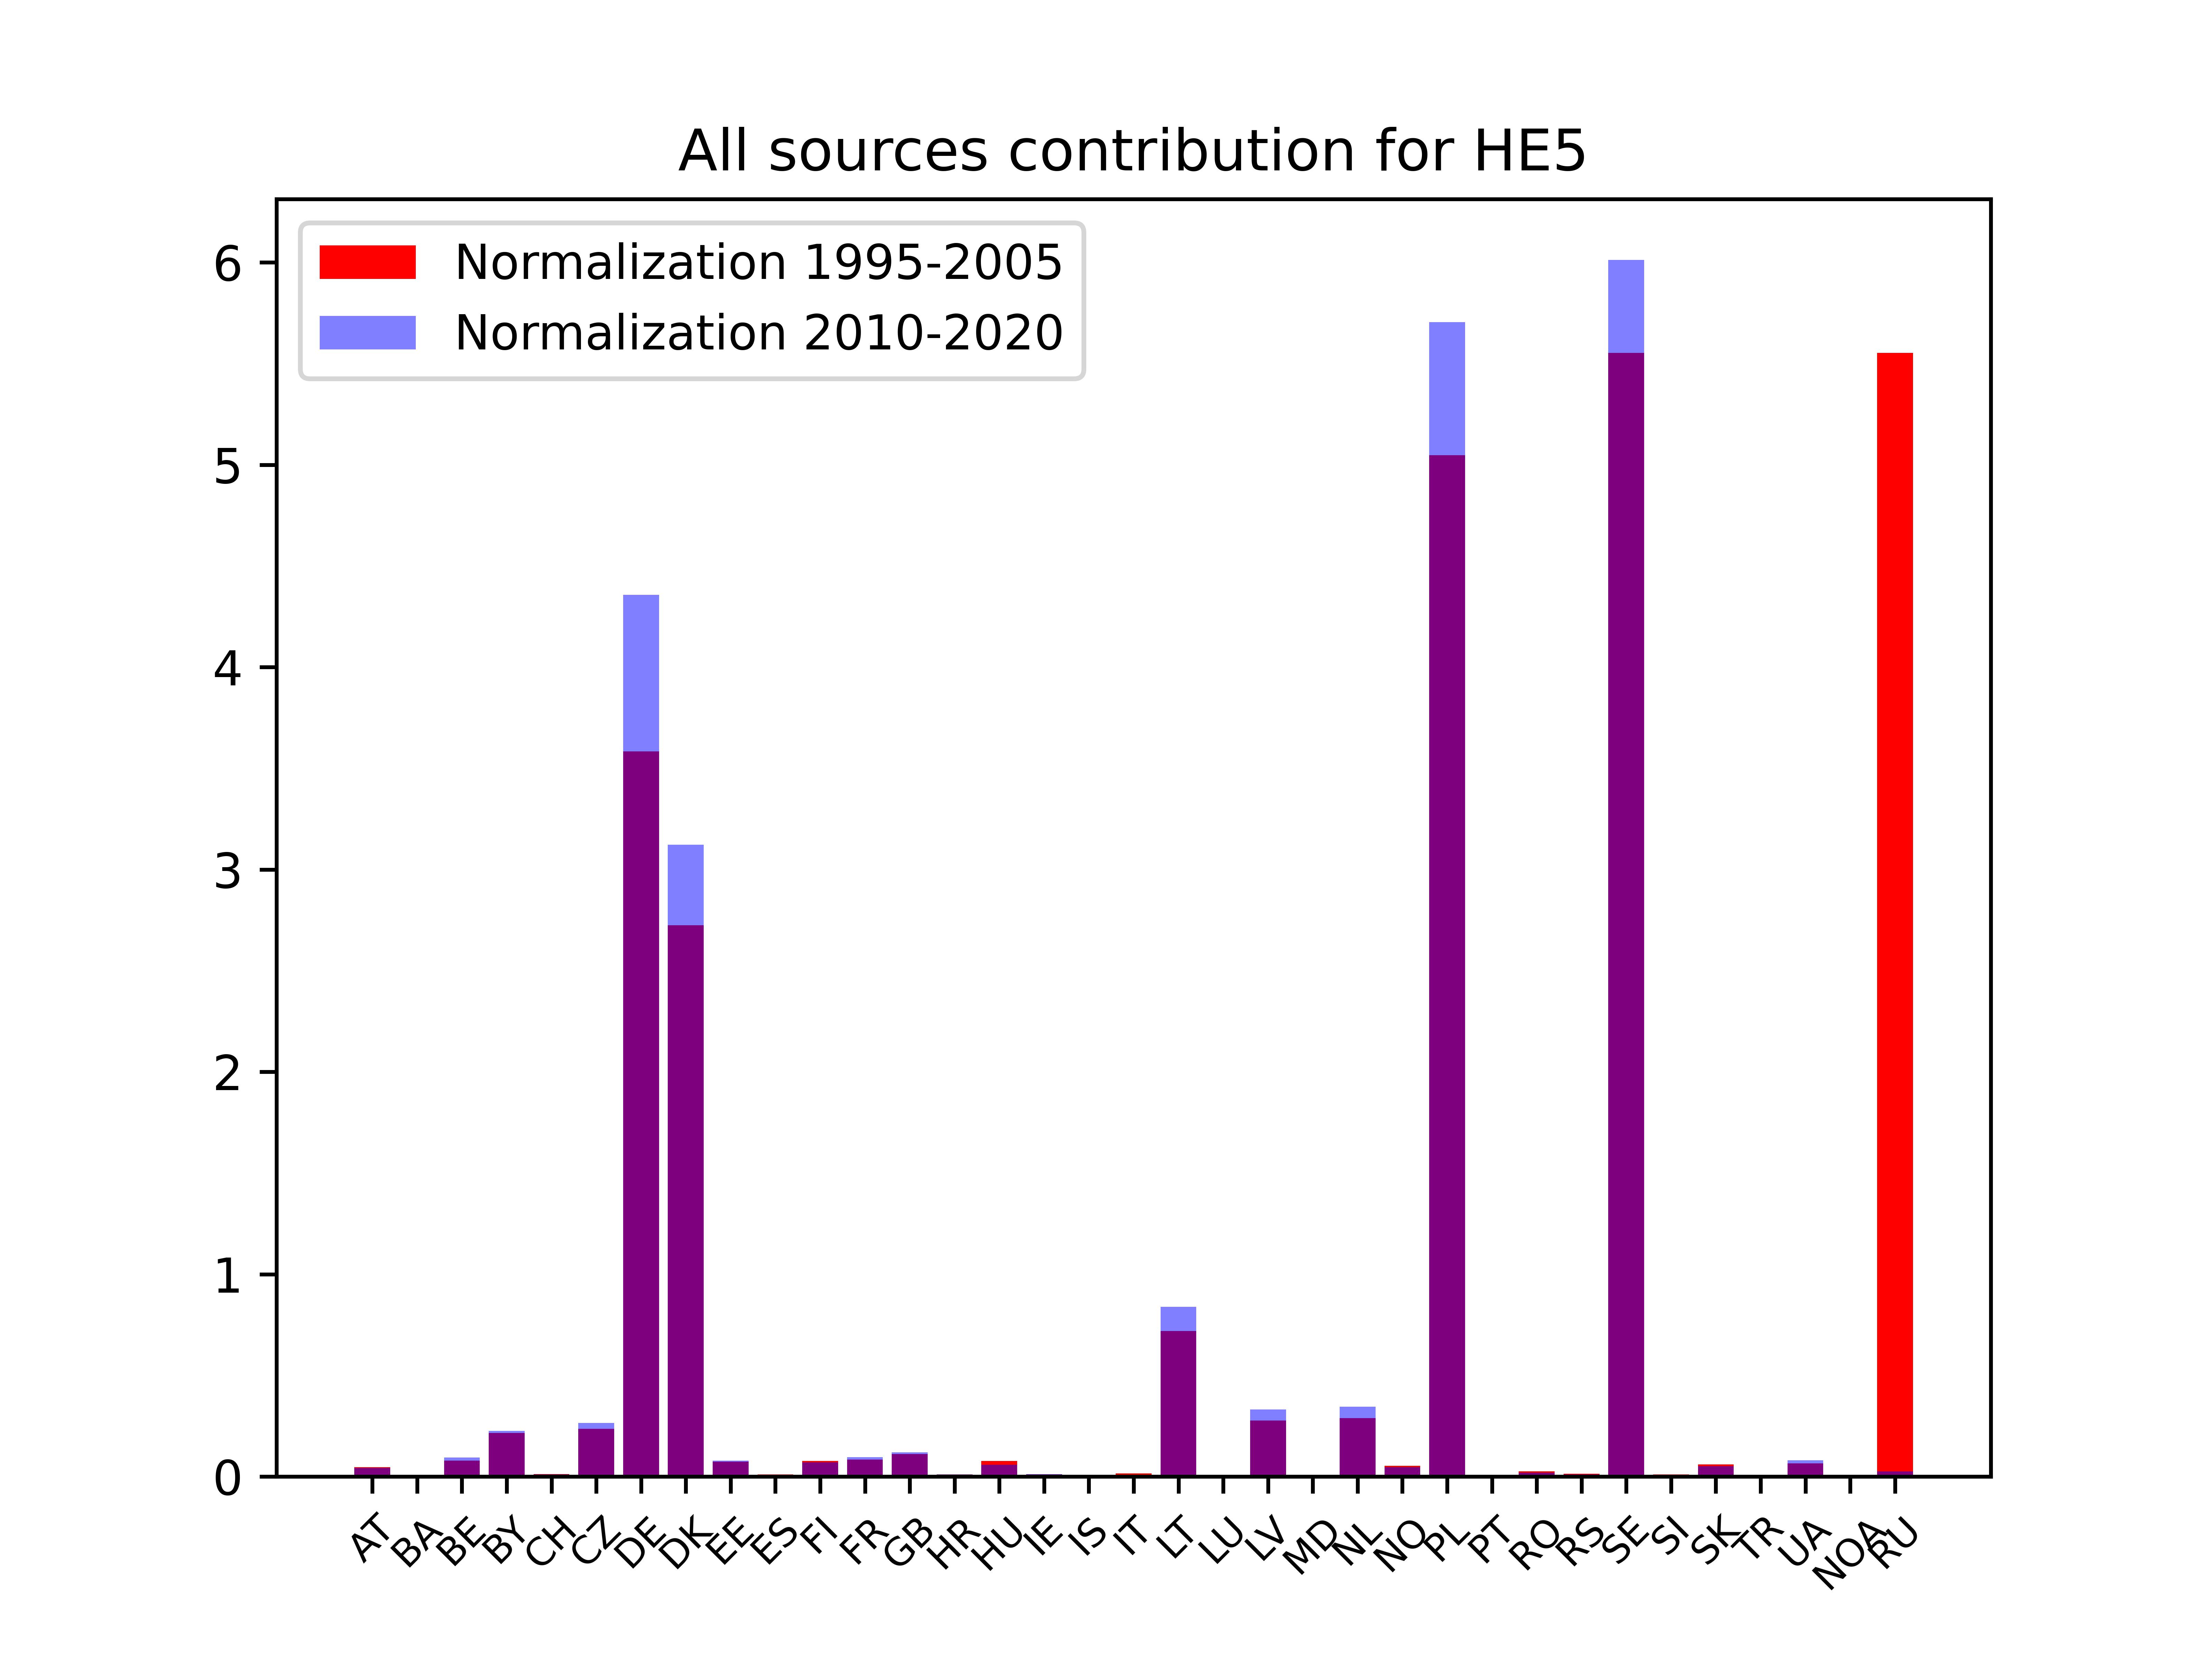 All sources contribution for HE5
Normalization 1995-2005
Normalization 2010-2020
6
5
4
3
2
1
0
AT
BA
BE
BY
CH
CZ
DE
DK
EE
ES
FI
FR
GB
HR
HU
IE
IS
IT
LT
LU
LV
MD
NL
NO
PL
PT
RO
RS
SE
SI
SK
TR
UA
NOA
RU